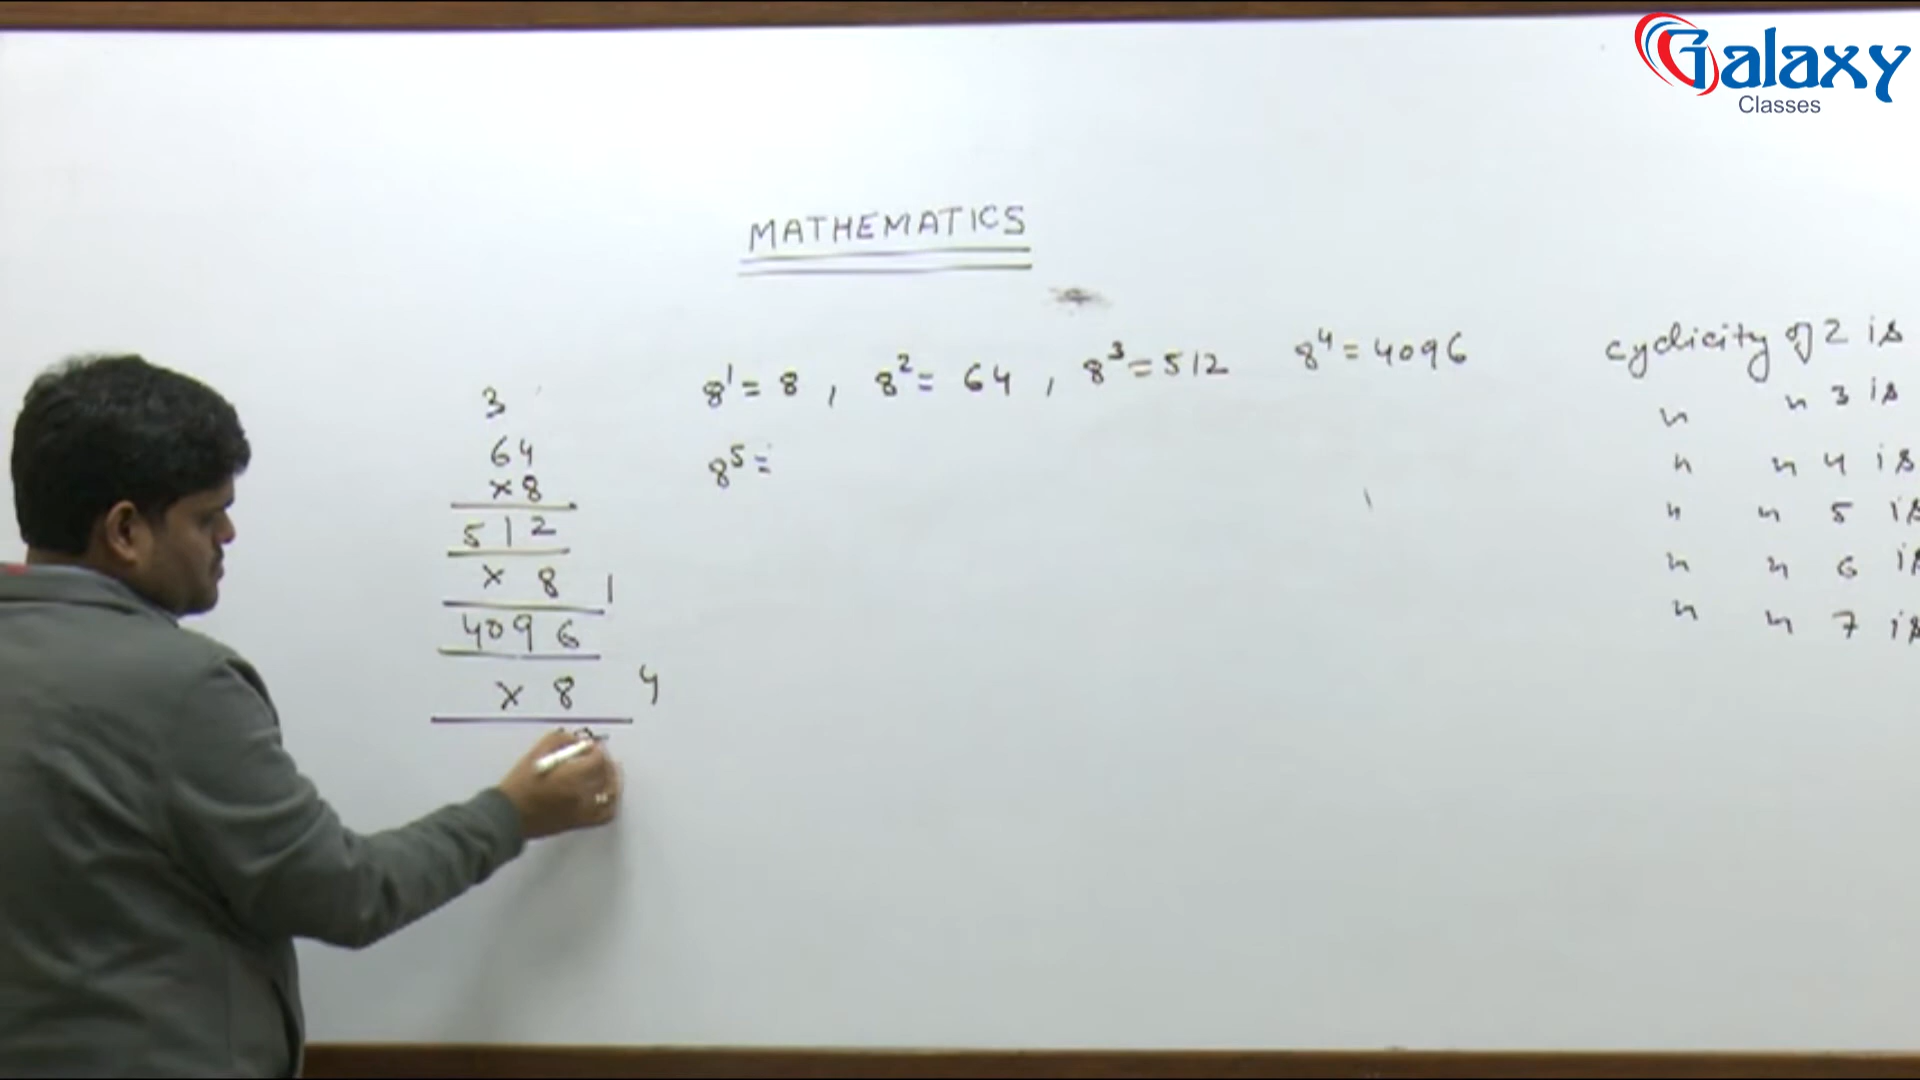 Galaxy
Classes
MATHEMATICS
8¹ = 8 , 8² = 64 , 8³ = 512 8⁴ = 4096
8⁵ =
3
64
×8
512
× 8 1
4096
× 8 4
cyclicity of 2 is
〃 〃 3 is
〃 〃 4 is
〃 〃 5 is
〃 〃 6 is
〃 〃 7 is